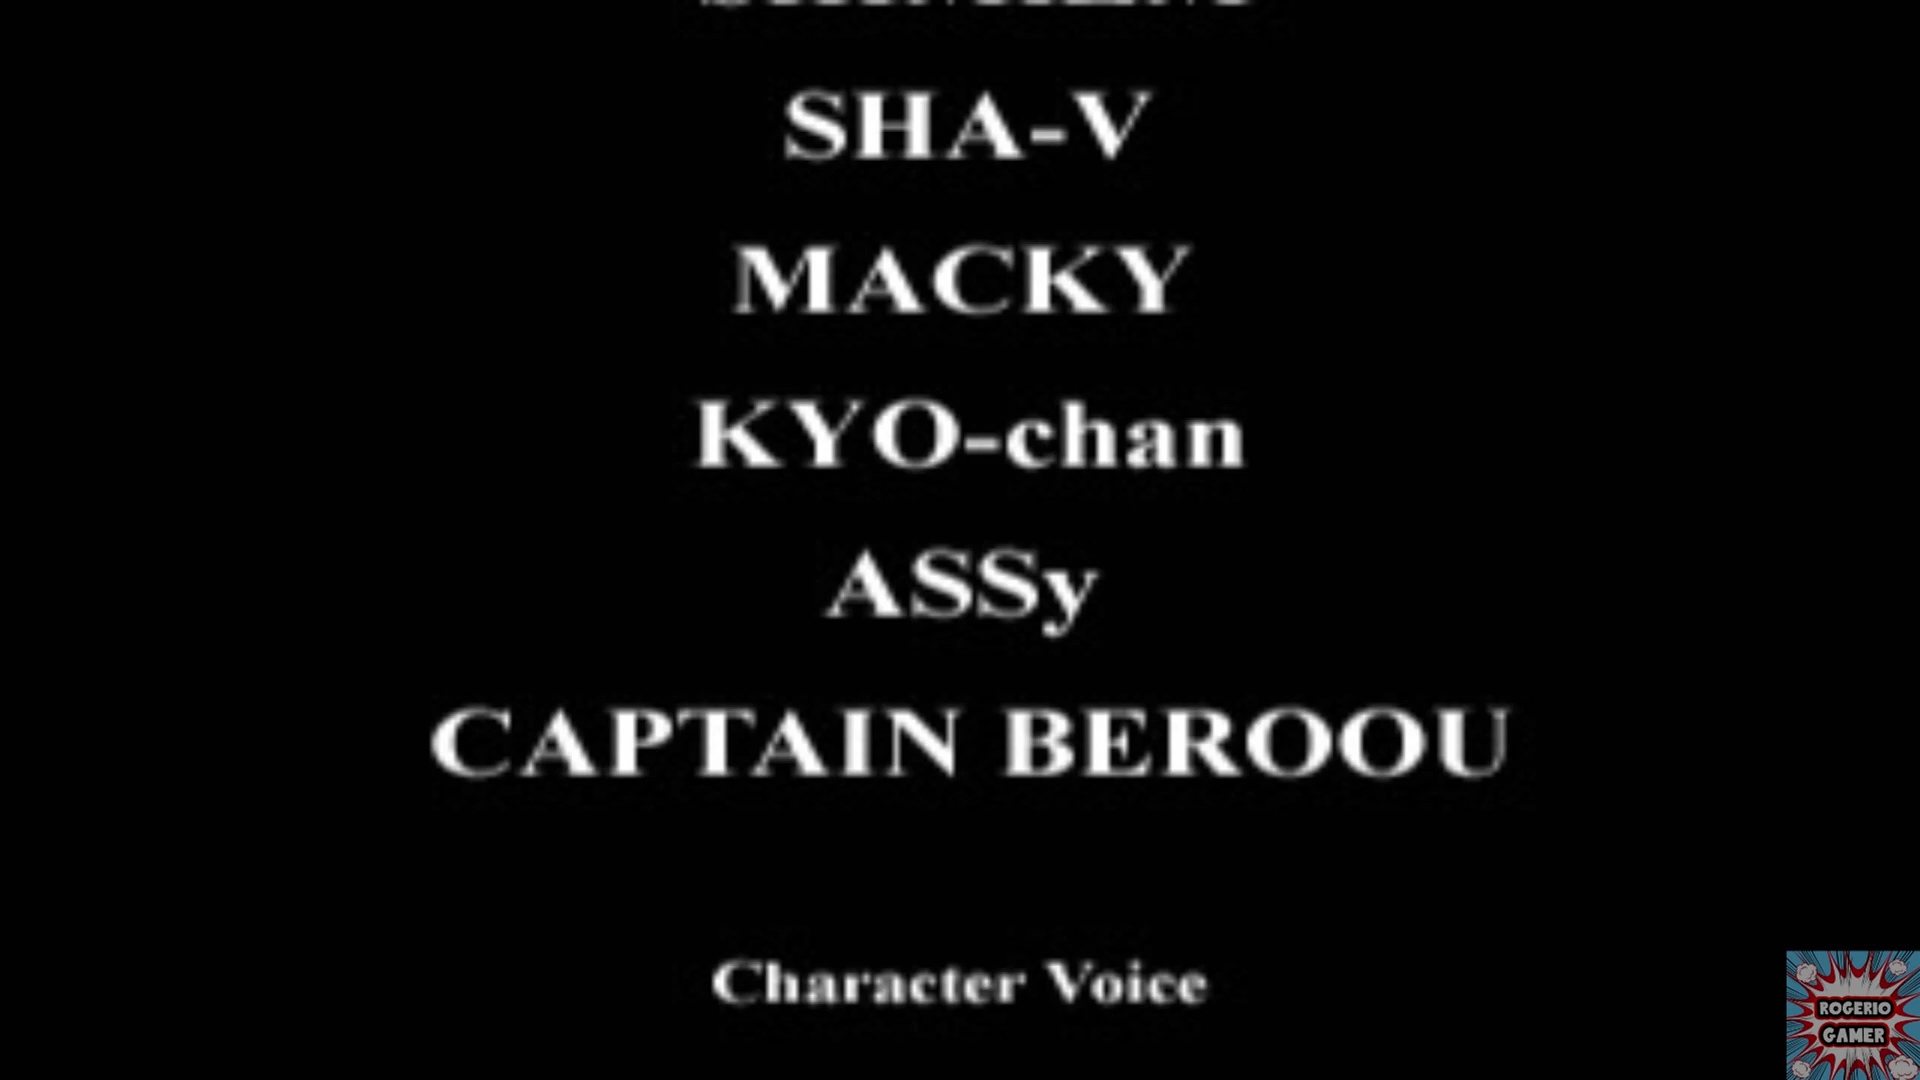 SHA-V
MACKY
KYO-chan
ASSy
CAPTAIN BEROOU
Character Voice
ROGERIO
GAMER